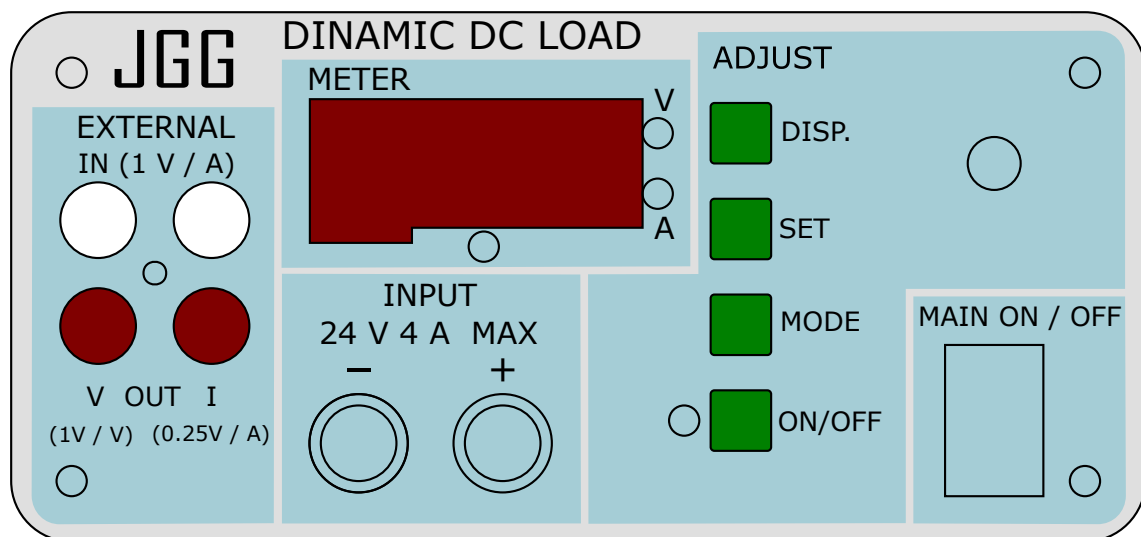 JGG
DINAMIC DC LOAD
EXTERNAL
IN (1 V / A)
V OUT I
(1V / V) (0.25V / A)
METER
V
A
INPUT
24 V 4 A MAX
− +
ADJUST
DISP.
SET
MODE
ON/OFF
MAIN ON / OFF